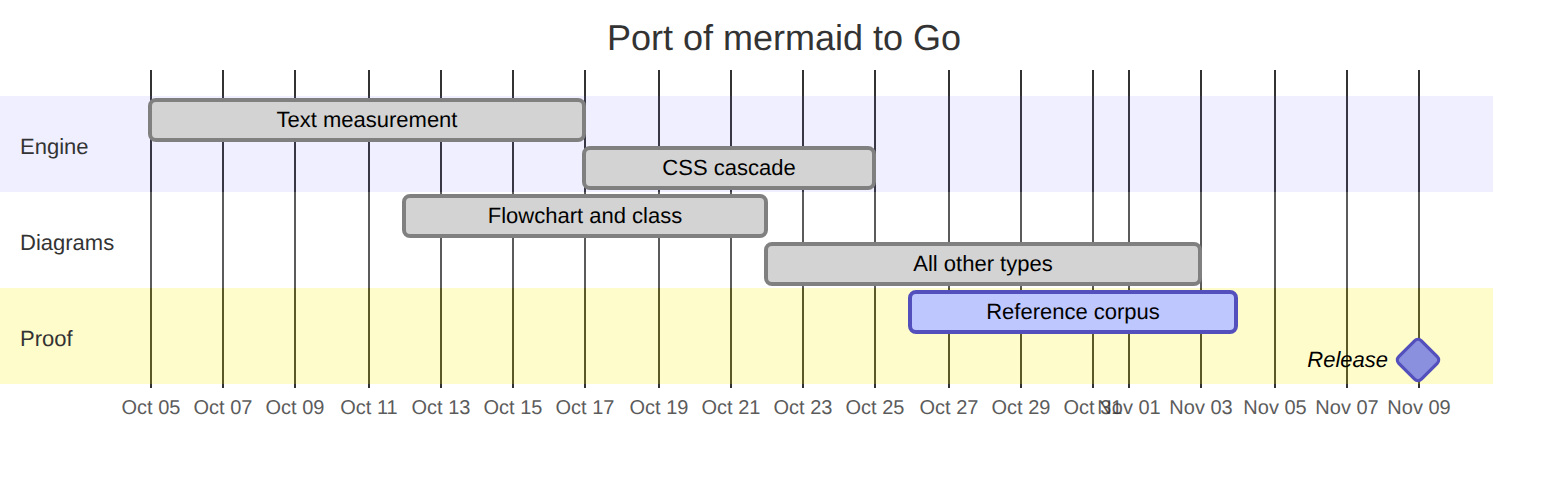 Port of mermaid to Go
Engine
Text measurement
CSS cascade
Diagrams
Flowchart and class
All other types
Proof
Reference corpus
Release
Oct 05 Oct 07 Oct 09 Oct 11 Oct 13 Oct 15 Oct 17 Oct 19 Oct 21 Oct 23 Oct 25 Oct 27 Oct 29 Oct 31 Nov 01 Nov 03 Nov 05 Nov 07 Nov 09